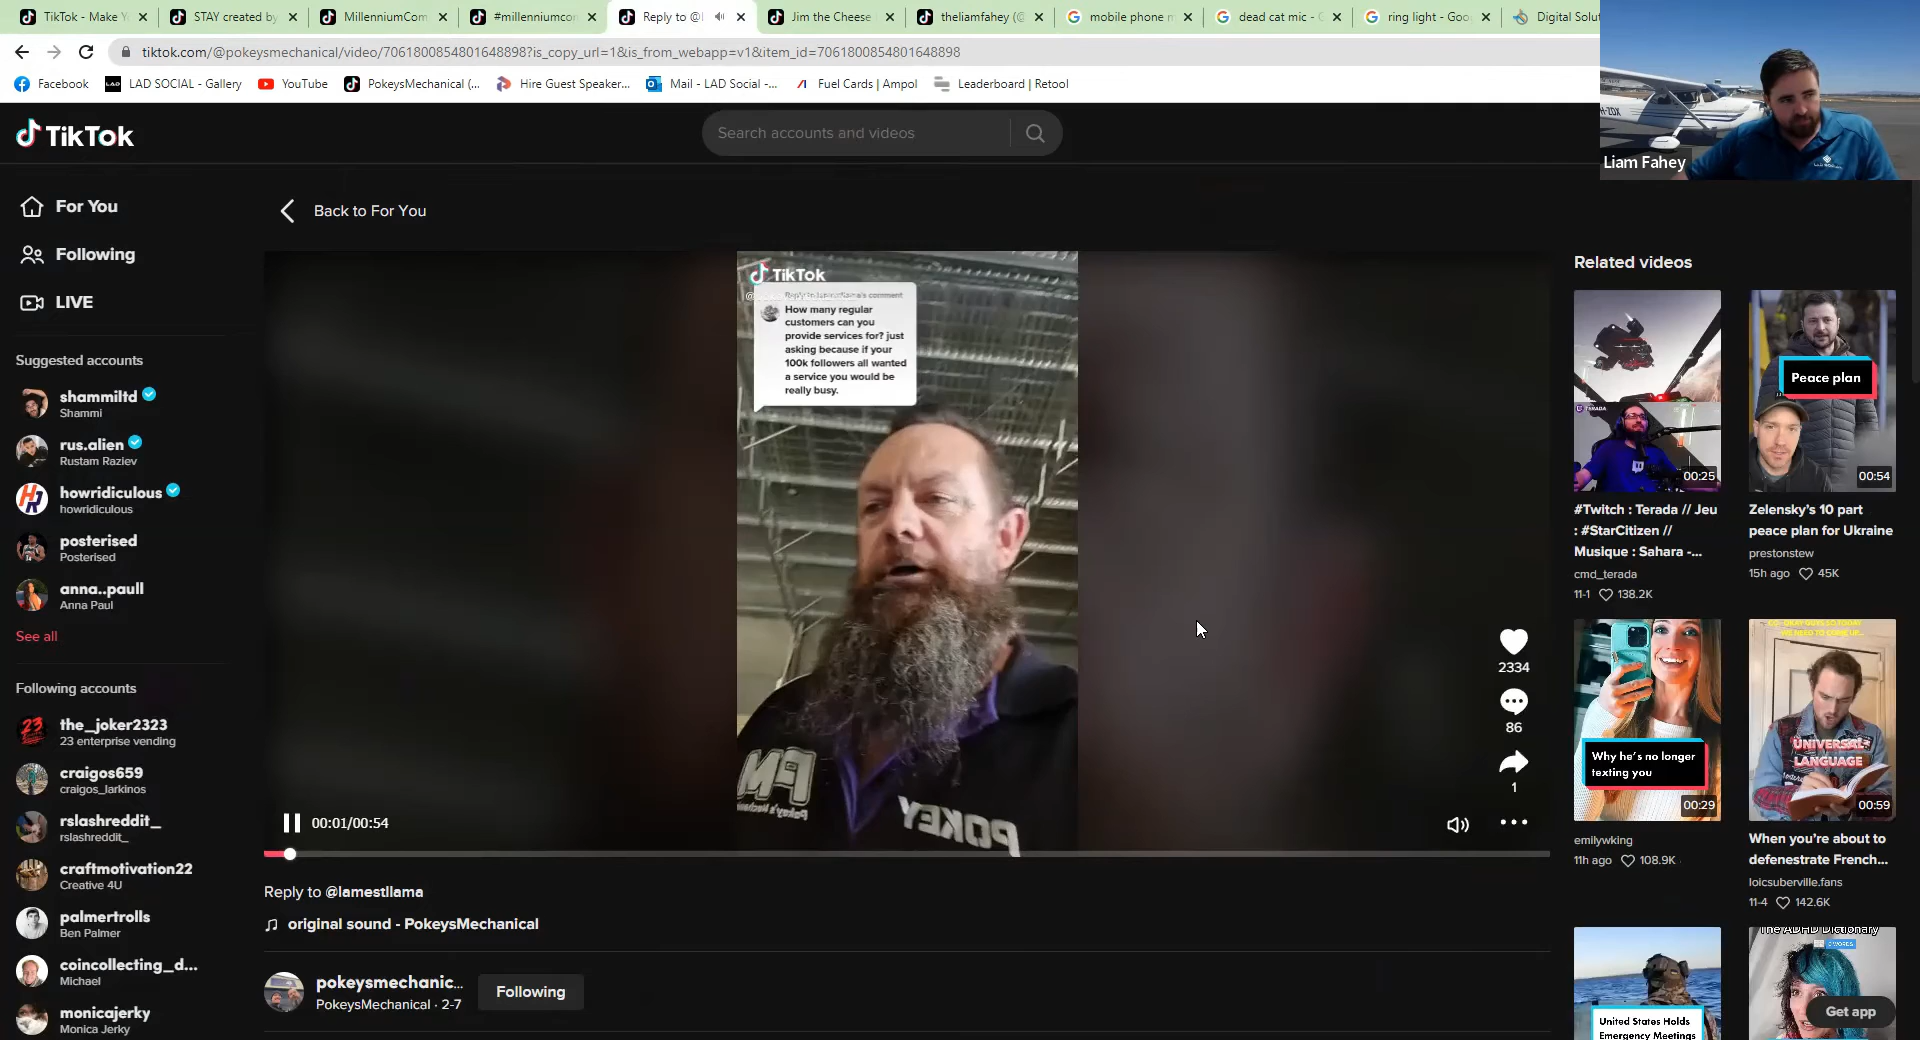 TikTok - Make Y
STAY created by
MillenniumCom
#millenniumcon
Reply to @l
Jim the Cheese
theliamfahey (@
mobile phone m
dead cat mic - G
ring light - Goo
Digital Solut
tiktok.com/@pokeysmechanical/video/7061800854801648898?is_copy_url=1&is_from_webapp=v1&item_id=7061800854801648898
Facebook
LAD SOCIAL - Gallery
YouTube
PokeysMechanical (...
Hire Guest Speaker...
Mail - LAD Social -...
Fuel Cards | Ampol
Leaderboard | Retool
Liam Fahey
TikTok
Search accounts and videos
For You
Following
LIVE
Suggested accounts
shammiltd
Shammi
rus.alien
Rustam Raziev
howridiculous
howridiculous
posterised
Posterised
anna..paull
Anna Paul
See all
Following accounts
the_joker2323
23 enterprise vending
craigos659
craigos_larkinos
rslashreddit_
rslashreddit_
craftmotivation22
Creative 4U
palmertrolls
Ben Palmer
coincollecting_d...
Michael
monicajerky
Monica Jerky
Back to For You
TikTok
How many regular
customers can you
provide services for? just
asking because if your
100k followers all wanted
a service you would be
really busy.
PM
POKEY
2334
86
1
00:01/00:54
Reply to @lamestllama
original sound - PokeysMechanical
pokeysmechanic...
PokeysMechanical · 2-7
Following
Related videos
00:25
#Twitch : Terada // Jeu
: #StarCitizen //
Musique : Sahara -...
cmd_terada
11-1 138.2K
Peace plan
00:54
Zelensky's 10 part
peace plan for Ukraine
prestonstew
15h ago 45K
Why he's no longer
texting you
00:29
emilywking
11h ago 108.9K
UNIVERSAL
LANGUAGE
00:59
When you're about to
defenestrate French...
loicsuberville.fans
11-4 142.6K
United States Holds
Emergency Meetings
The ADHD Dictionary
Get app